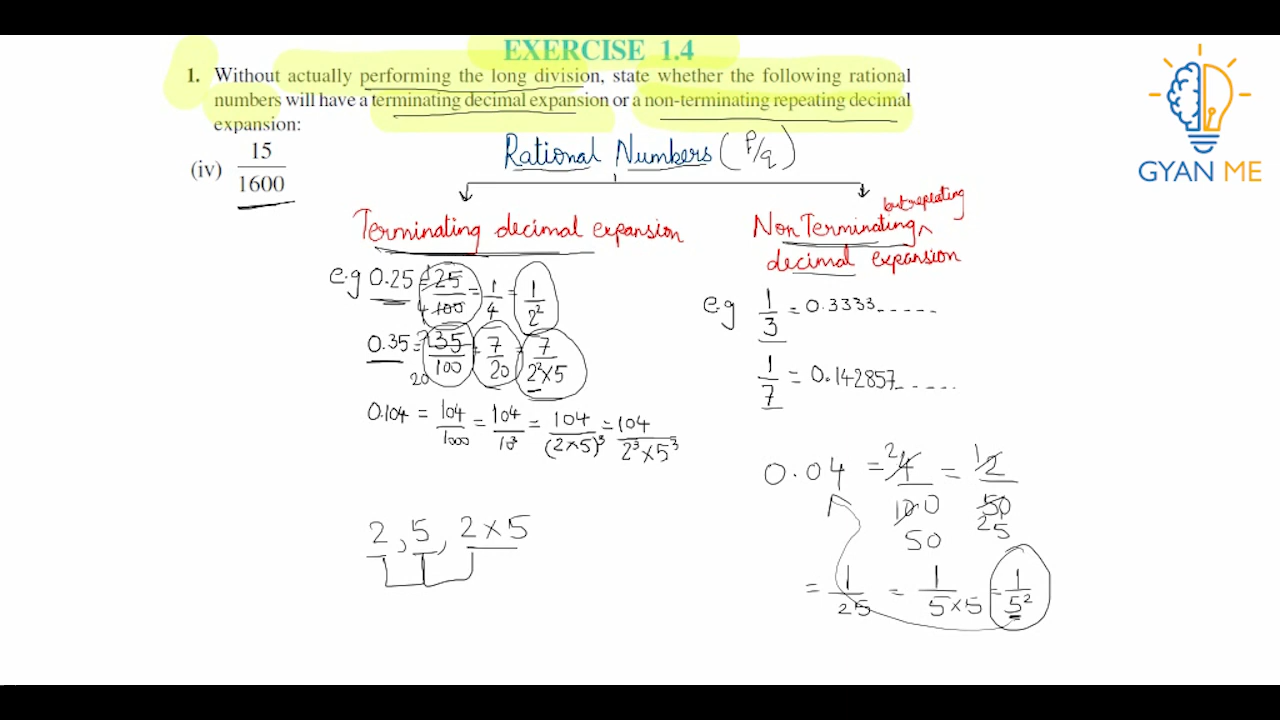 EXERCISE 1.4
1. Without actually performing the long division, state whether the following rational
numbers will have a terminating decimal expansion or a non-terminating repeating decimal
expansion:
(iv) 15/1600
GYAN ME
Rational Numbers (P/q)
Terminating decimal expansion
e.g 0.25 = 25/100 = 1/4 = 1/2²
0.35 = 35/100 = 7/20 = 7/2²×5
0.104 = 104/1000 = 104/10³ = 104/(2×5)³ = 104/2³×5³
2, 5, 2×5
but repeating
Non Terminating ^
decimal expansion
e.g 1/3 = 0.3333.....
1/7 = 0.142857......
0.04 = 4/100 = 2/50
= 1/25 = 1/5×5 = 1/5²